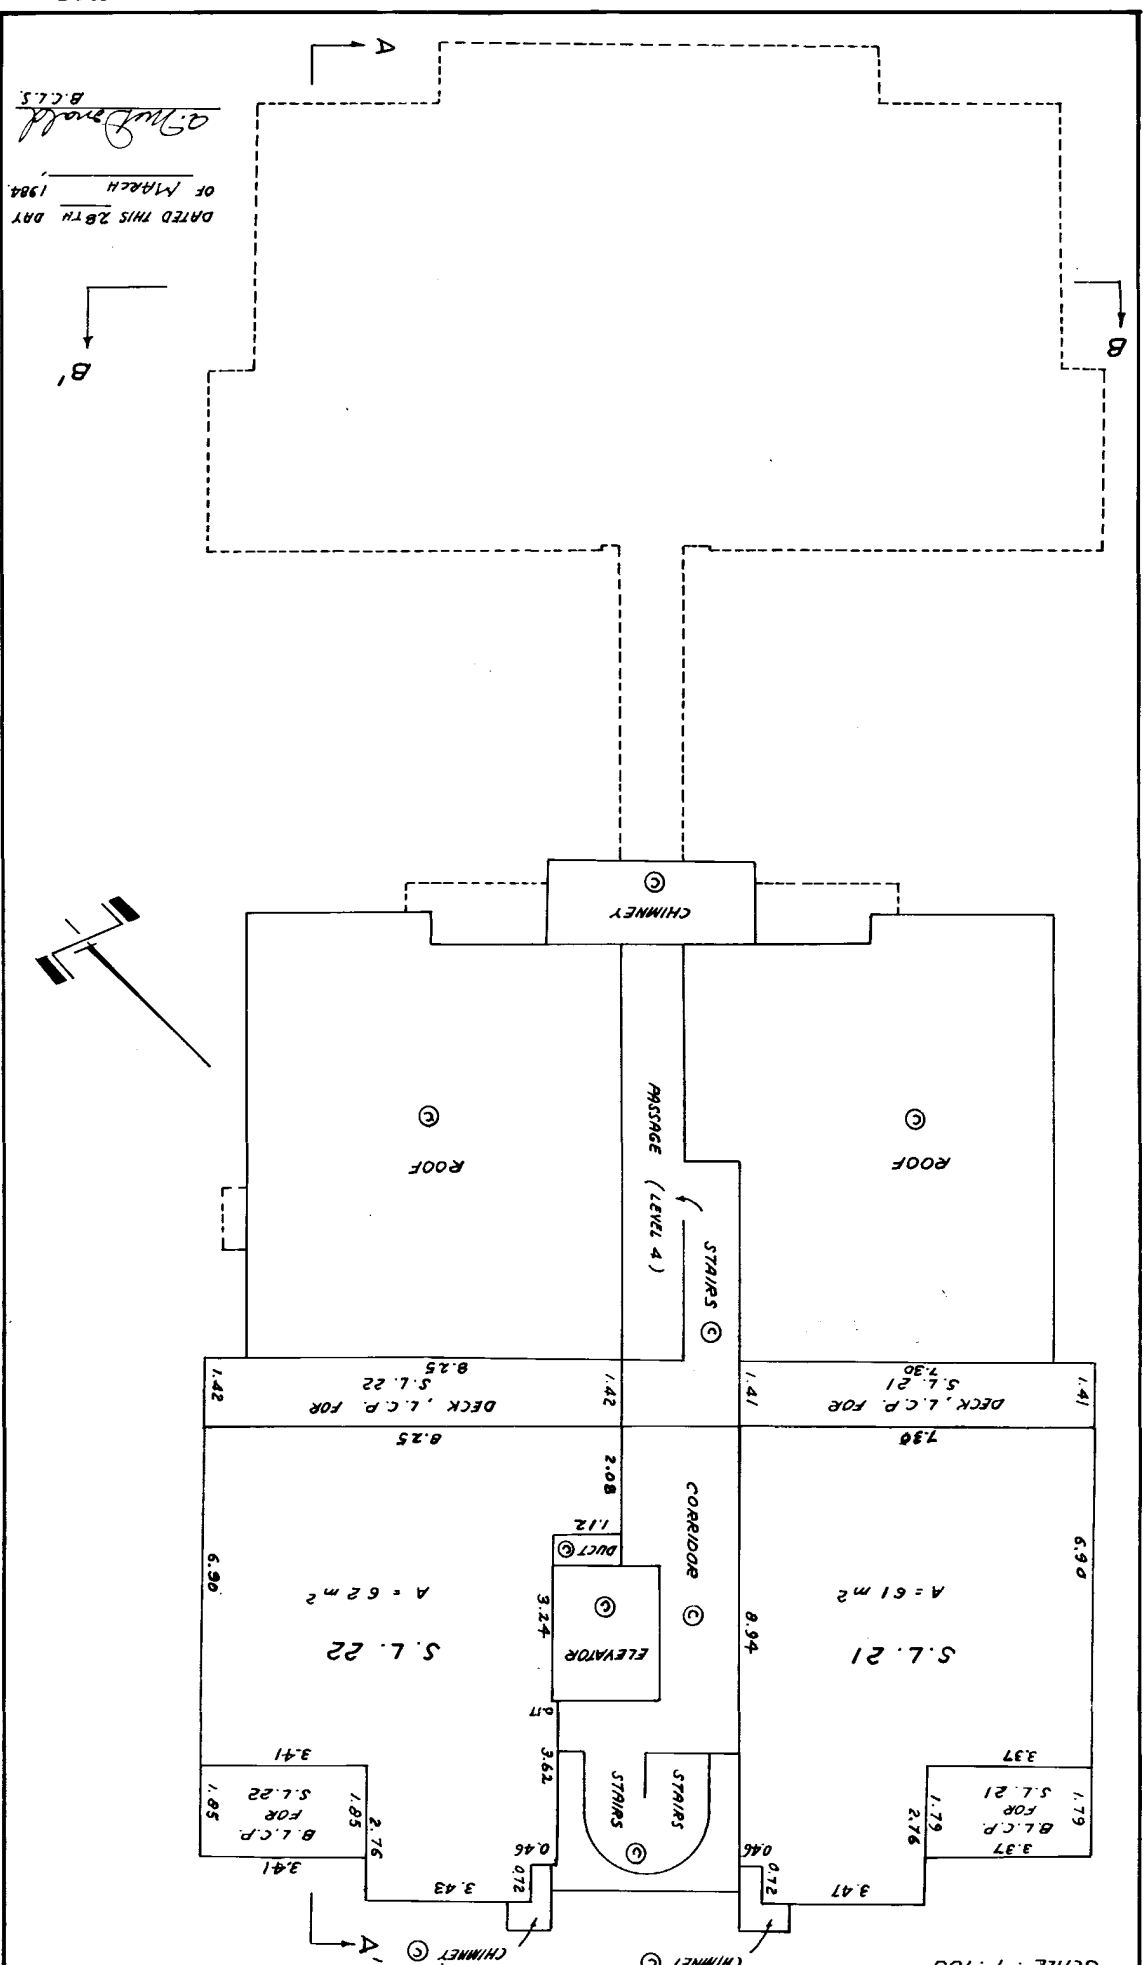 CHIMNEY Ⓒ
CHIMNEY Ⓒ
A'
3.47
0.72
0.46
3.43
0.72
0.46
3.37
B.L.C.P.
FOR
S.L. 21
1.79
1.79
2.76
3.37
STAIRS
STAIRS
Ⓒ
3.62
0.17
3.41
B.L.C.P.
FOR
S.L. 22
1.85
1.85
2.76
3.41
S. L. 21
A = 61 m²
6.90
8.94
7.30
ELEVATOR
Ⓒ
3.24
DUCT Ⓒ
1.12
2.08
CORRIDOR Ⓒ
S. L. 22
A = 62 m²
6.90
8.25
DECK, L.C.P. FOR
S.L. 21
1.41
1.41
7.30
DECK, L.C.P. FOR
S.L. 22
1.42
1.42
8.25
STAIRS Ⓒ
PASSAGE (LEVEL 4)
ROOF
Ⓒ
ROOF
Ⓒ
CHIMNEY
Ⓒ
B
B'
DATED THIS 28TH DAY
OF MARCH, 1984.
McDonald
B.C.L.S.
A